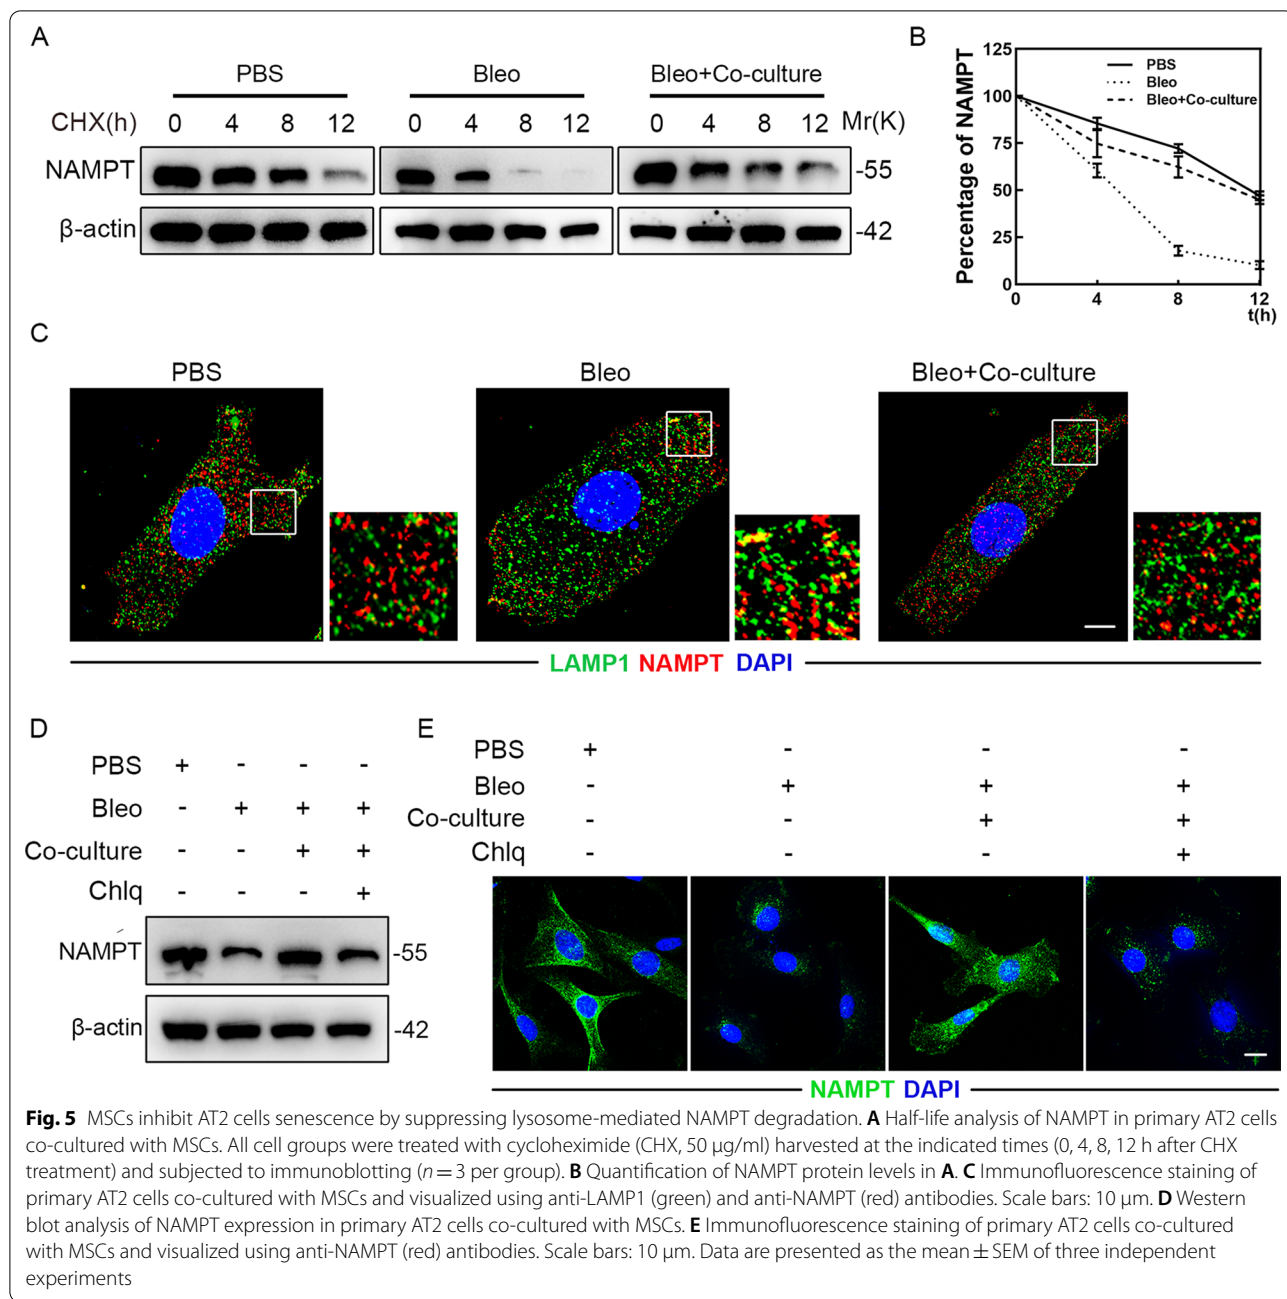 A
PBS Bleo Bleo+Co-culture
CHX(h) 0 4 8 12 0 4 8 12 0 4 8 12 Mr(K)
NAMPT -55
β-actin -42
B
Percentage of NAMPT
125
100
75
50
25
0
0 4 8 12
t(h)
PBS
Bleo
Bleo+Co-culture
C
PBS Bleo Bleo+Co-culture
LAMP1 NAMPT DAPI
D
PBS + - - -
Bleo - + + +
Co-culture - - + +
Chlq - - - +
NAMPT -55
β-actin -42
E
PBS + - - -
Bleo - + + +
Co-culture - - + +
Chlq - - - +
NAMPT DAPI
Fig. 5 MSCs inhibit AT2 cells senescence by suppressing lysosome-mediated NAMPT degradation. A Half-life analysis of NAMPT in primary AT2 cells
co-cultured with MSCs. All cell groups were treated with cycloheximide (CHX, 50 μg/ml) harvested at the indicated times (0, 4, 8, 12 h after CHX
treatment) and subjected to immunoblotting (n = 3 per group). B Quantification of NAMPT protein levels in A. C Immunofluorescence staining of
primary AT2 cells co-cultured with MSCs and visualized using anti-LAMP1 (green) and anti-NAMPT (red) antibodies. Scale bars: 10 μm. D Western
blot analysis of NAMPT expression in primary AT2 cells co-cultured with MSCs. E Immunofluorescence staining of primary AT2 cells co-cultured
with MSCs and visualized using anti-NAMPT (red) antibodies. Scale bars: 10 μm. Data are presented as the mean ± SEM of three independent
experiments